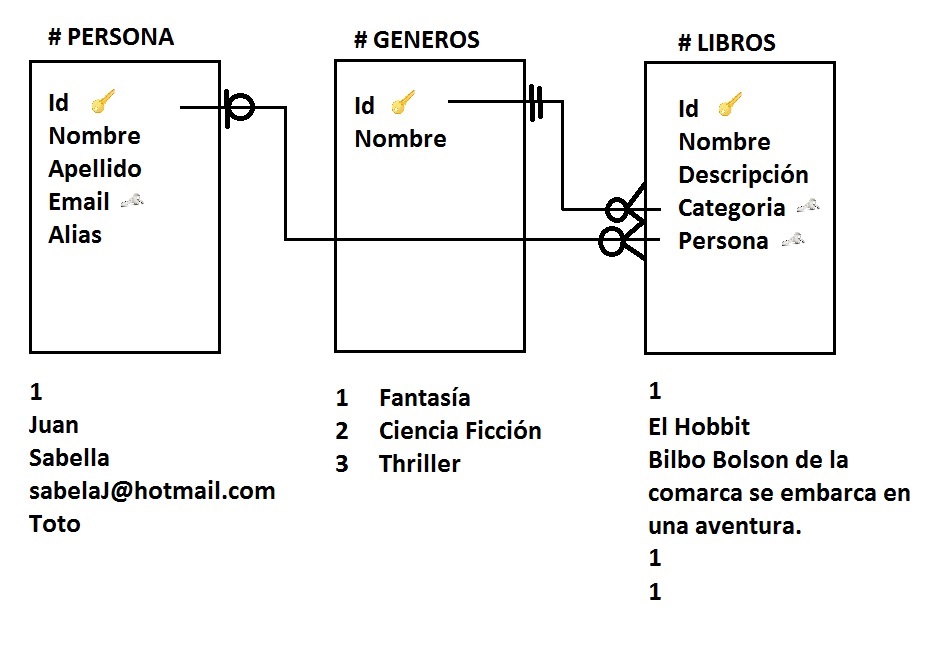 # PERSONA
Id
Nombre
Apellido
Email
Alias
1
Juan
Sabella
sabelaJ@hotmail.com
Toto
# GENEROS
Id
Nombre
1 Fantasía
2 Ciencia Ficción
3 Thriller
# LIBROS
Id
Nombre
Descripción
Categoria
Persona
1
El Hobbit
Bilbo Bolson de la
comarca se embarca en
una aventura.
1
1